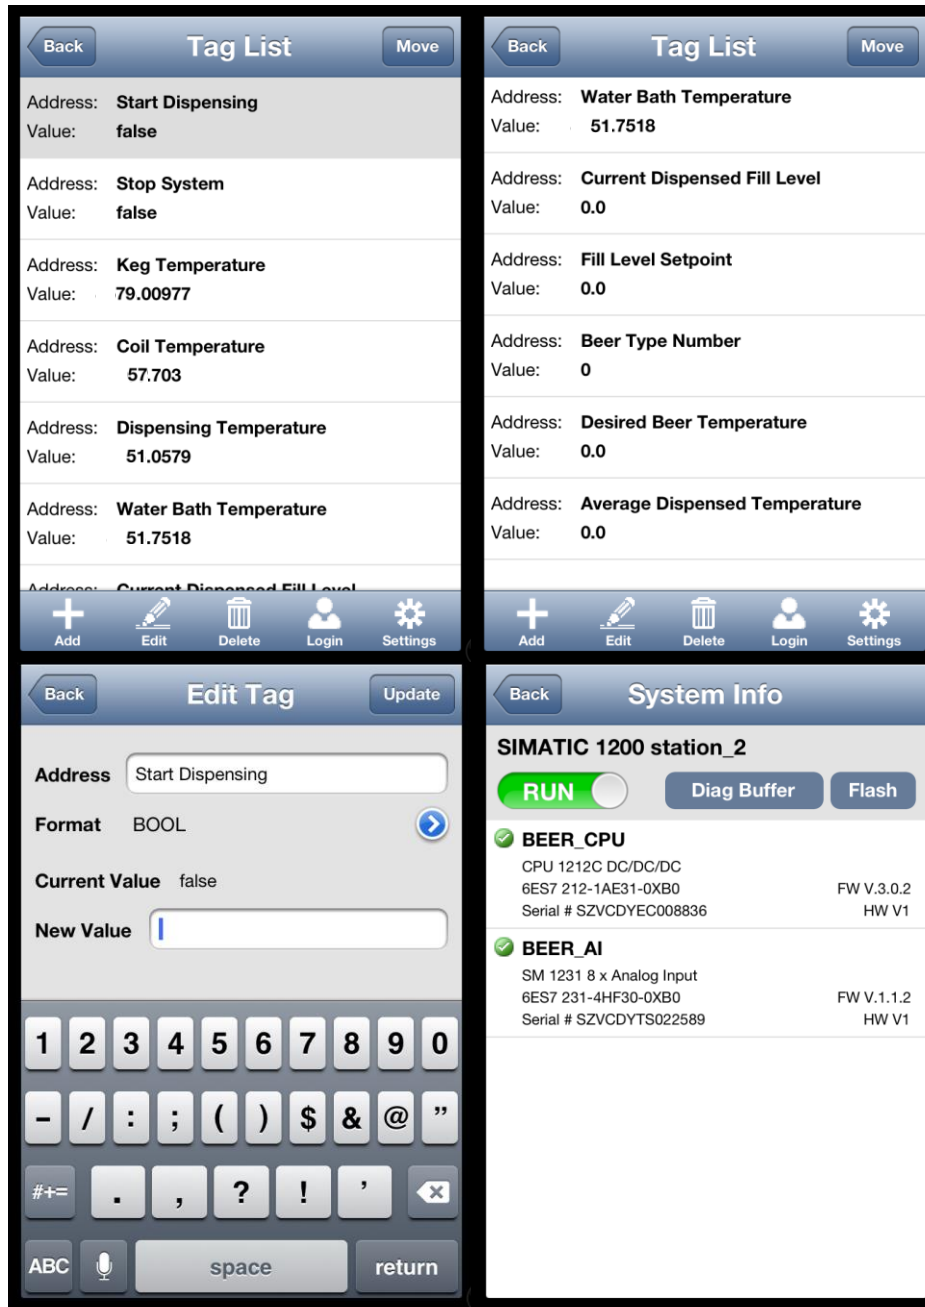 Back Tag List Move
Address: Start Dispensing
Value: false
Address: Stop System
Value: false
Address: Keg Temperature
Value: 79.00977
Address: Coil Temperature
Value: 57.703
Address: Dispensing Temperature
Value: 51.0579
Address: Water Bath Temperature
Value: 51.7518
Address: Current Dispensed Fill Level
Add Edit Delete Login Settings
Back Tag List Move
Address: Water Bath Temperature
Value: 51.7518
Address: Current Dispensed Fill Level
Value: 0.0
Address: Fill Level Setpoint
Value: 0.0
Address: Beer Type Number
Value: 0
Address: Desired Beer Temperature
Value: 0.0
Address: Average Dispensed Temperature
Value: 0.0
Add Edit Delete Login Settings
Back Edit Tag Update
Address Start Dispensing
Format BOOL
Current Value false
New Value
1 2 3 4 5 6 7 8 9 0
- / : ; ( ) $ & @ ”
#+= . , ? ! ’
ABC space return
Back System Info
SIMATIC 1200 station_2
RUN Diag Buffer Flash
BEER_CPU
CPU 1212C DC/DC/DC
6ES7 212-1AE31-0XB0 FW V.3.0.2
Serial # SZVCDYEC008836 HW V1
BEER_AI
SM 1231 8 x Analog Input
6ES7 231-4HF30-0XB0 FW V.1.1.2
Serial # SZVCDYTS022589 HW V1